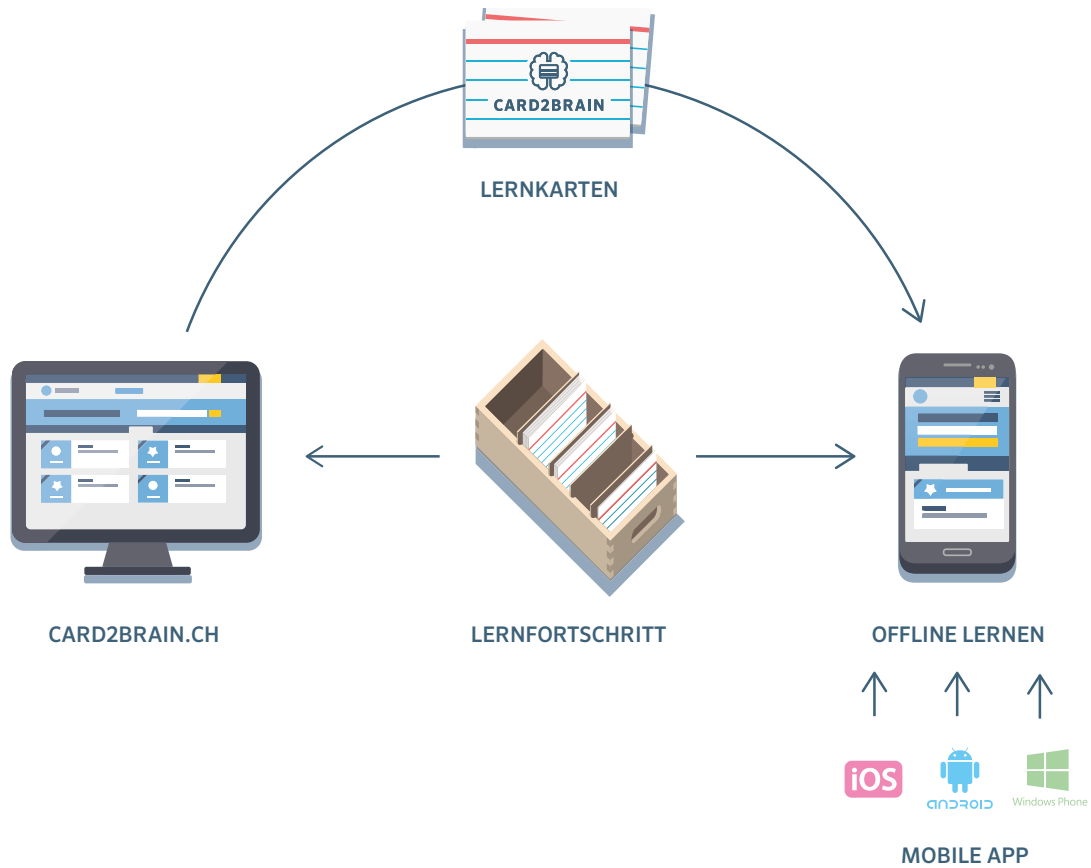 CARD2BRAIN
LERNKARTEN
CARD2BRAIN.CH
LERNFORTSCHRITT
OFFLINE LERNEN
iOS
ANDROID
Windows Phone
MOBILE APP